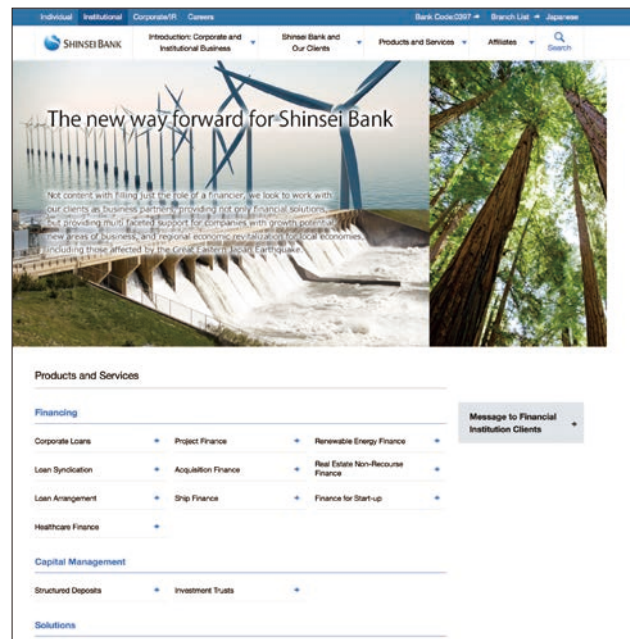 Individual Institutional Corporate/IR Careers Bank Code:0397 Branch List Japanese
SHINSEI BANK
Introduction: Corporate and
Institutional Business
Shinsei Bank and
Our Clients
Products and Services
Affiliates
Search
The new way forward for Shinsei Bank
Not content with filling just the role of a financier, we look to work with
our clients as business partners, providing not only financial solutions,
but providing multi faceted support for companies with growth potential,
new areas of business, and regional economic revitalization for local economies,
including those affected by the Great Eastern Japan Earthquake.
Products and Services
Financing
Corporate Loans Project Finance Renewable Energy Finance
Loan Syndication Acquisition Finance Real Estate Non-Recourse
Finance
Loan Arrangement Ship Finance Finance for Start-up
Healthcare Finance
Message to Financial
Institution Clients
Capital Management
Structured Deposits Investment Trusts
Solutions